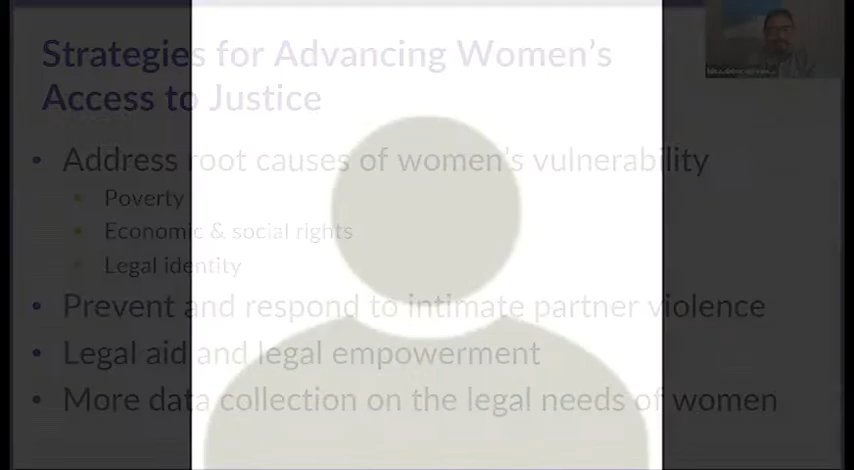 Strategies for Advancing Women's
Access to Justice
• Address root causes of women's vulnerability
• Poverty
• Economic & social rights
• Legal identity
• Prevent and respond to intimate partner violence
• Legal aid and legal empowerment
• More data collection on the legal needs of women